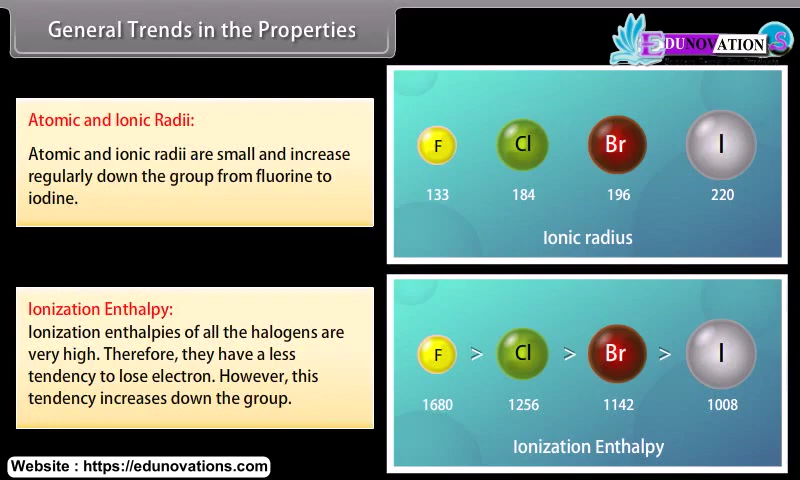 General Trends in the Properties
EDUNOVATIONS
Atomic and Ionic Radii:
Atomic and ionic radii are small and increase
regularly down the group from fluorine to
iodine.
F Cl Br I
133 184 196 220
Ionic radius
Ionization Enthalpy:
Ionization enthalpies of all the halogens are
very high. Therefore, they have a less
tendency to lose electron. However, this
tendency increases down the group.
F > Cl > Br > I
1680 1256 1142 1008
Ionization Enthalpy
Website : https://edunovations.com